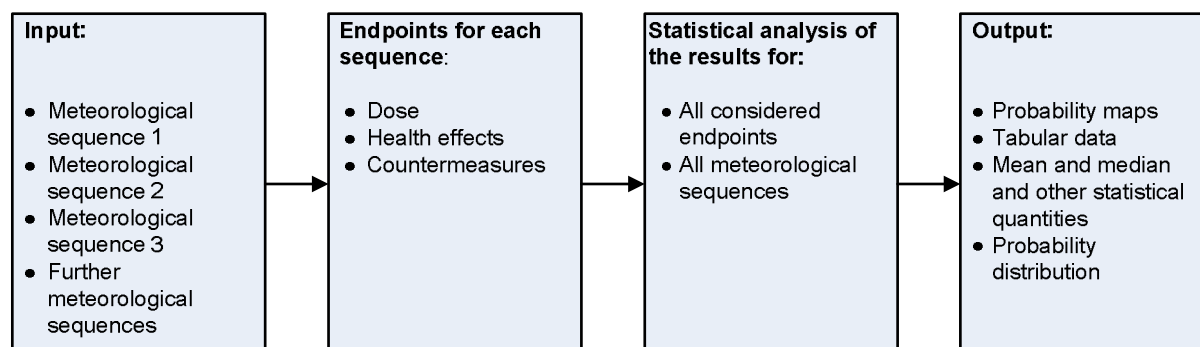 Input:
● Meteorological
sequence 1
● Meteorological
sequence 2
● Meteorological
sequence 3
● Further
meteorological
sequences
Endpoints for each
sequence:
● Dose
● Health effects
● Countermeasures
Statistical analysis of
the results for:
● All considered
endpoints
● All meteorological
sequences
Output:
● Probability maps
● Tabular data
● Mean and median
and other statistical
quantities
● Probability
distribution